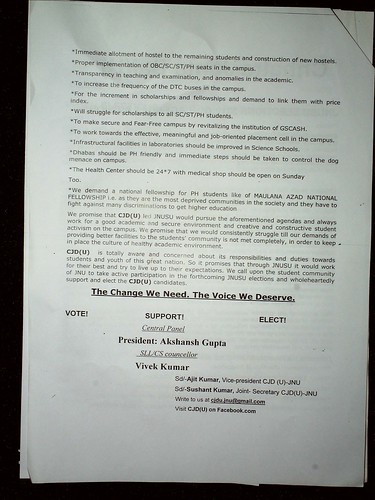 *Immediate allotment of hostel to the remaining students and construction of new hostels.
*Proper implementation of OBC/SC/ST/PH seats in the campus.
*Transparency in teaching and examination, and anomalies in the academic.
*To increase the frequency of the DTC buses in the campus.
*For the increment in scholarships and fellowships and demand to link them with price
index.
*Will struggle for scholarships to all SC/ST/PH students.
*To make secure and Fear-Free campus by revitalizing the institution of GSCASH.
*To work towards the effective, meaningful and job-oriented placement cell in the campus.
*Infrastructural facilities in laboratories should be improved in Science Schools.
*Dhabas should be PH friendly and immediate steps should be taken to control the dog
menace on campus.
*The Health Center should be 24*7 with medical shop should be open on Sunday
Too.
*We demand a national fellowship for PH students like of MAULANA AZAD NATIONAL
FELLOWSHIP i.e. as they are the most deprived communities in the society and they have to
fight against many discriminations to get higher education
We promise that CJD(U) led JNUSU would pursue the aforementioned agendas and always
work for a good academic and secure environment and creative and constructive student
activism on the campus. We promise that we would consistently struggle till our demands of
providing better facilities to the students' community is not met completely, in order to keep
in place the culture of healthy academic environment.
CJD(U) is totally aware and concerned about its responsibilities and duties towards
students and youth of this great nation. So it promises that through JNUSU it would work
for their best and try to live up to their expectations. We call upon the student community
of JNU to take active participation in the forthcoming JNUSU elections and wholeheartedly
support and elect the CJD(U) candidates.
The Change We Need. The Voice We Deserve.
VOTE! SUPPORT! ELECT!
Central Panel
President: Akshansh Gupta
SLL/CS councellor
Vivek Kumar
Sd/-Ajit Kumar, Vice-president CJD (U)-JNU
Sd/-Sushant Kumar, Joint- Secretary CJD(U)-JNU
Write to us at cjdu.jnu@gmail.com
Visit CJD(U) on Facebook.com